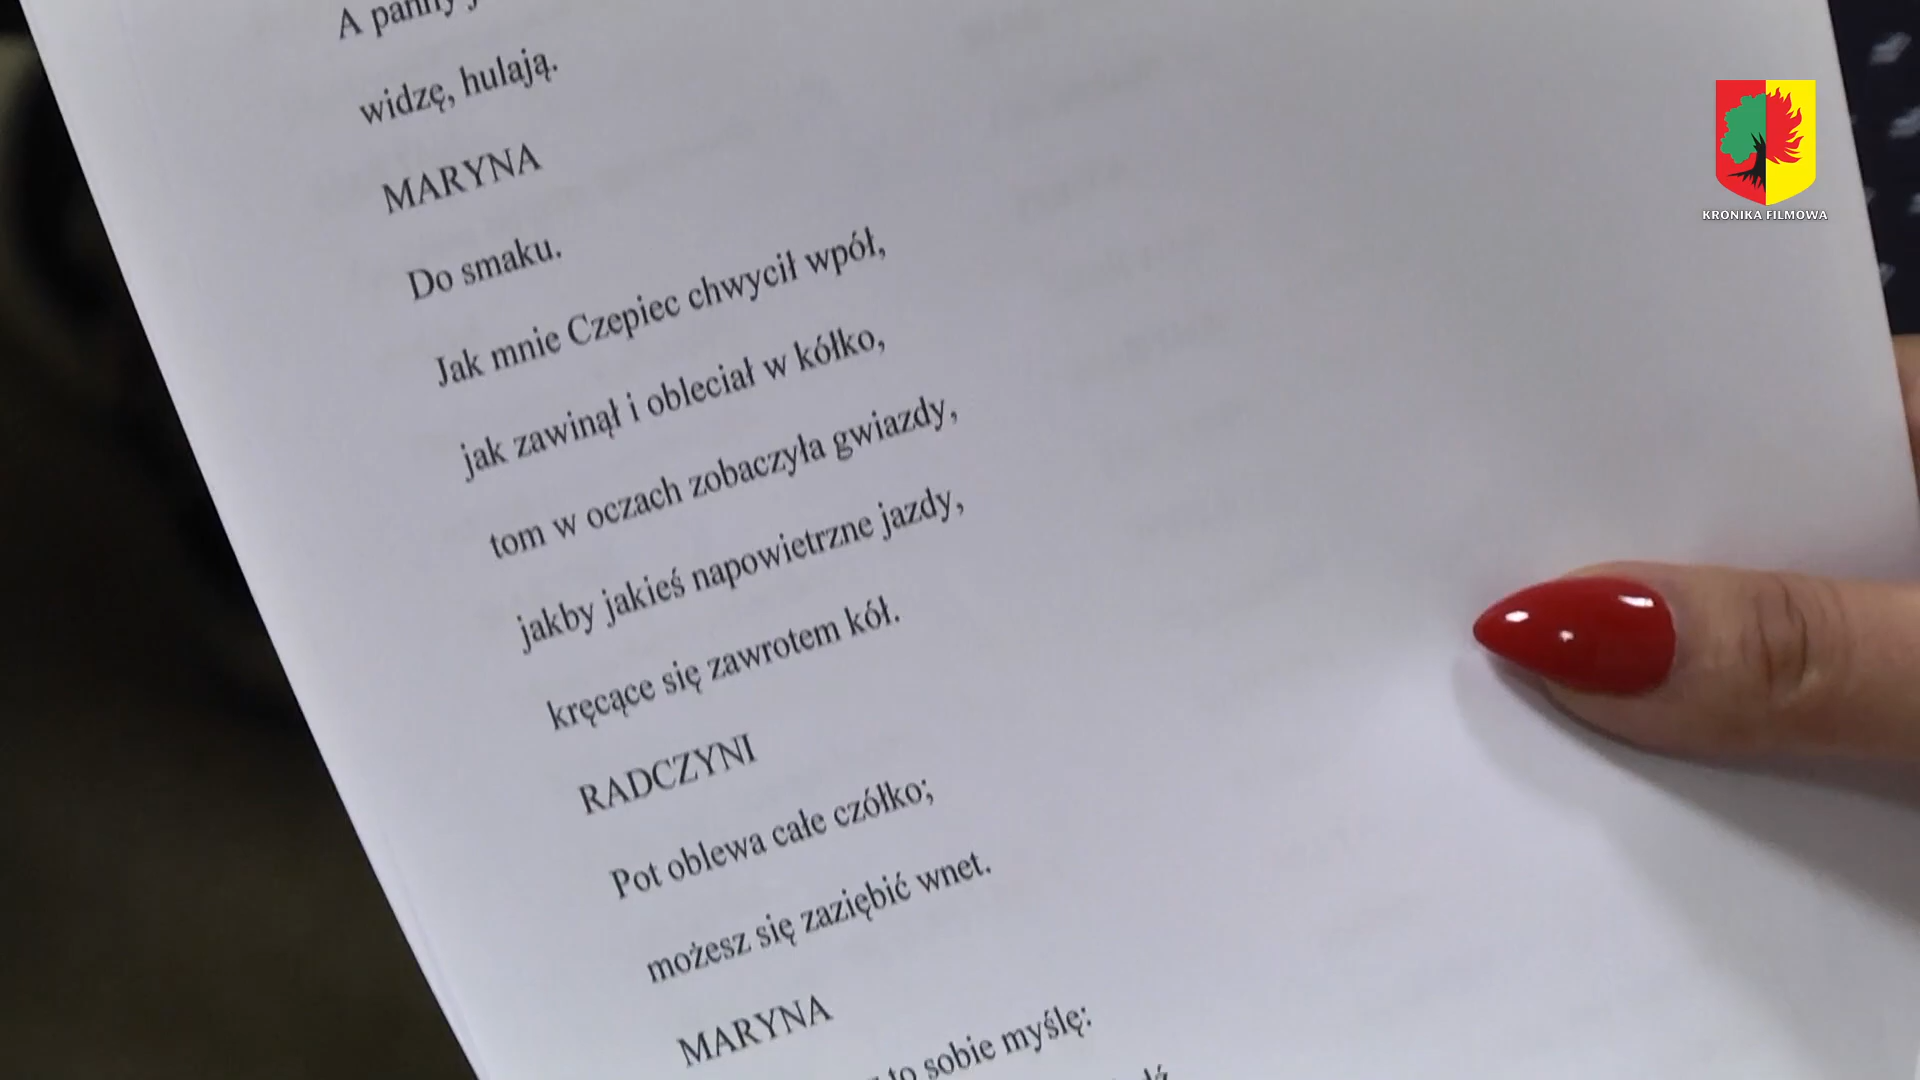 A panny
widzę, hulają.
MARYNA
Do smaku.
Jak mnie Czepiec chwycił wpół,
jak zawinął i obleciał w kółko,
tom w oczach zobaczyła gwiazdy,
jakby jakieś napowietrzne jazdy,
kręcące się zawrotem kół.
RADCZYNI
Pot oblewa całe czółko;
możesz się zaziębić wnet.
MARYNA
to sobie myślę:
KRONIKA FILMOWA